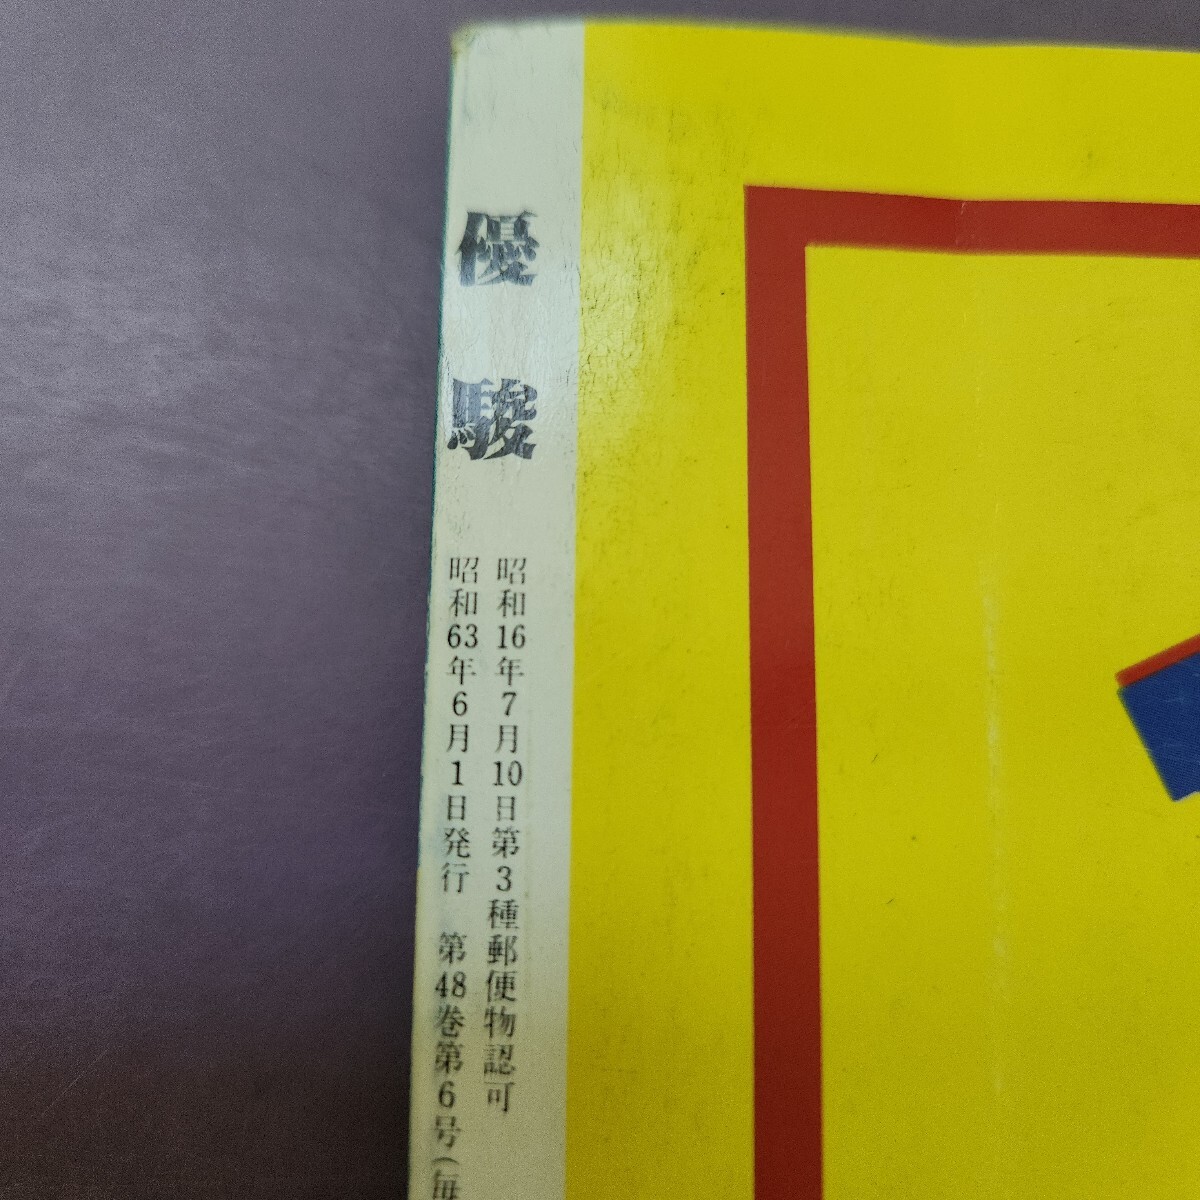 優駿
昭和16年7月10日第3種郵便物認可
昭和63年6月1日発行 第48巻第6号(毎